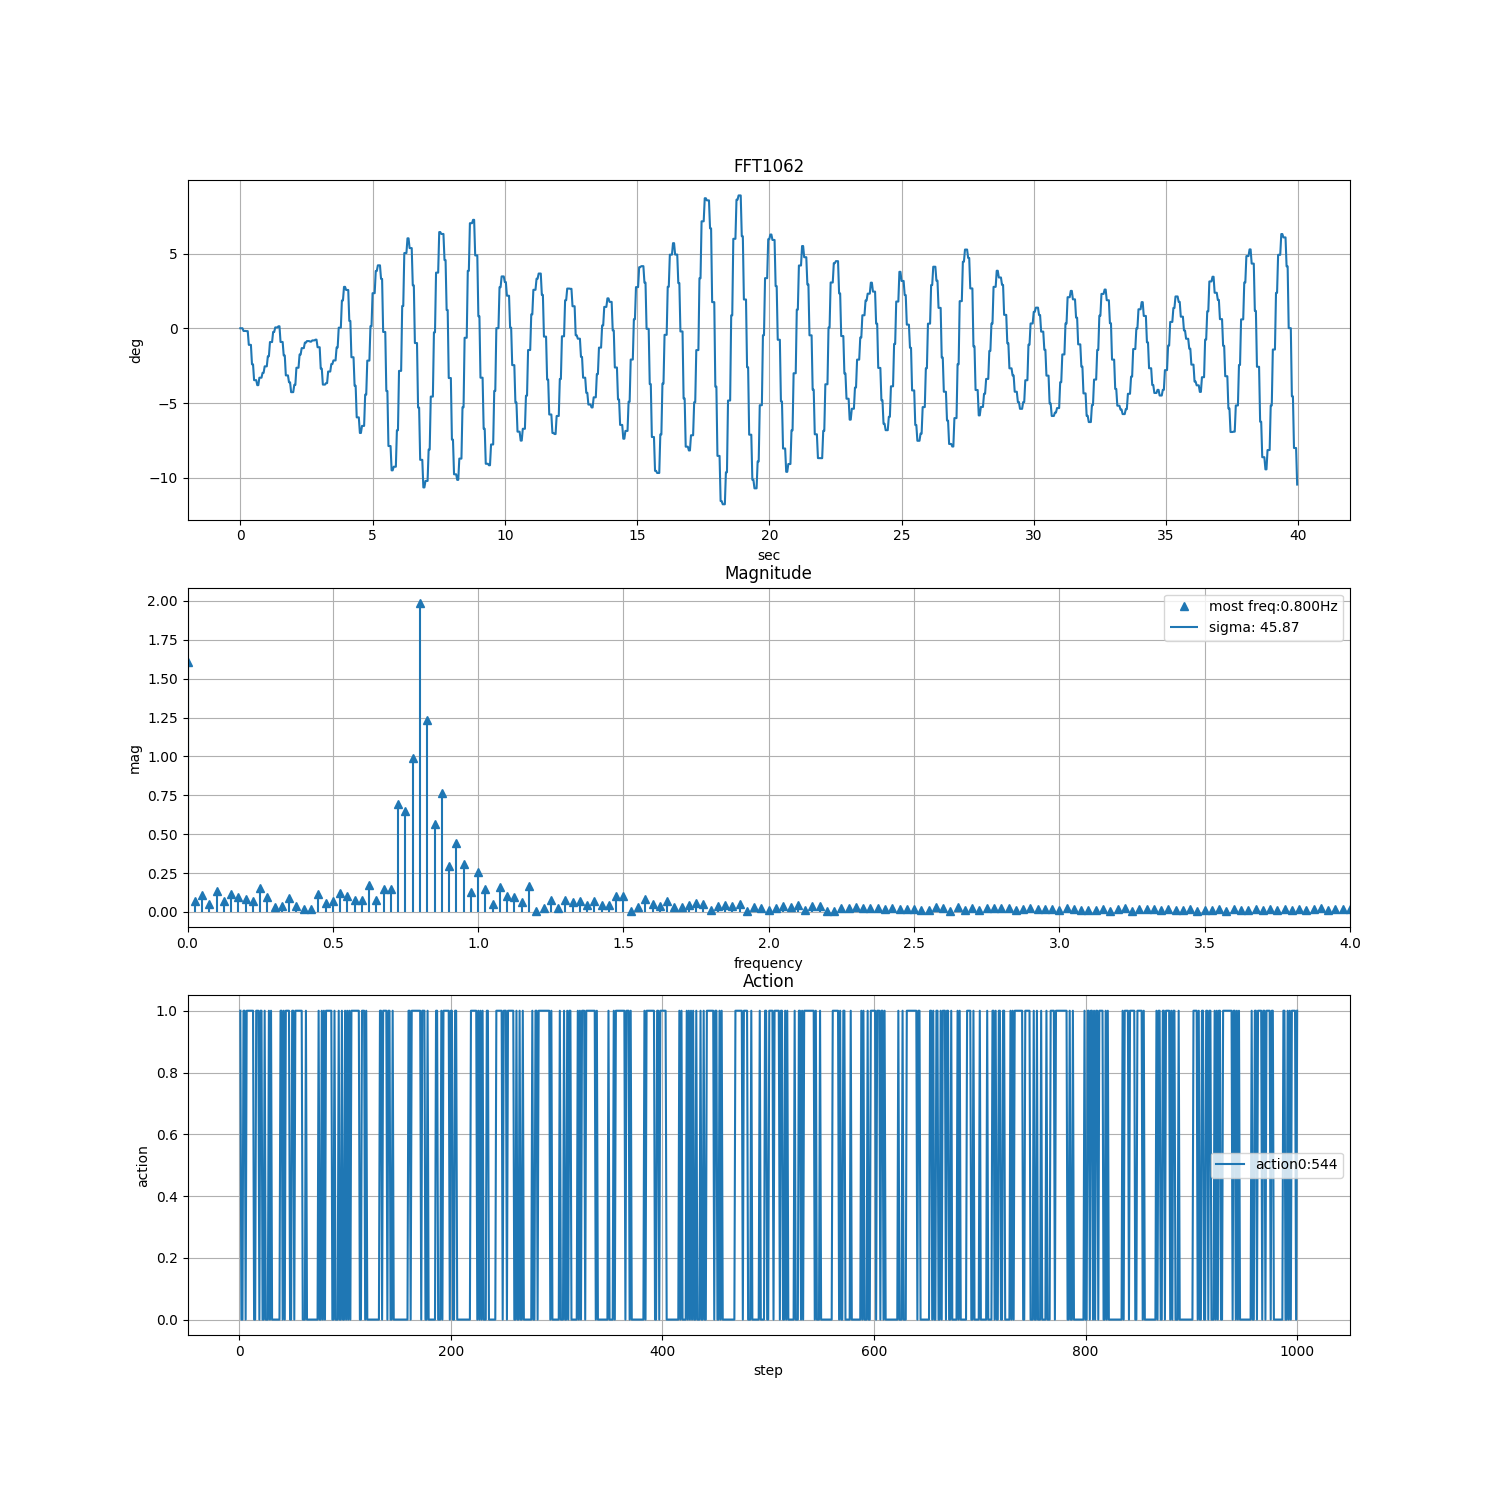 FFT1062
5
0
−5
−10
deg
0 5 10 15 20 25 30 35 40
sec
Magnitude
2.00
1.75
1.50
1.25
1.00
0.75
0.50
0.25
0.00
mag
most freq:0.800Hz
sigma: 45.87
0.0 0.5 1.0 1.5 2.0 2.5 3.0 3.5 4.0
frequency
Action
1.0
0.8
0.6
0.4
0.2
0.0
action
action0:544
0 200 400 600 800 1000
step